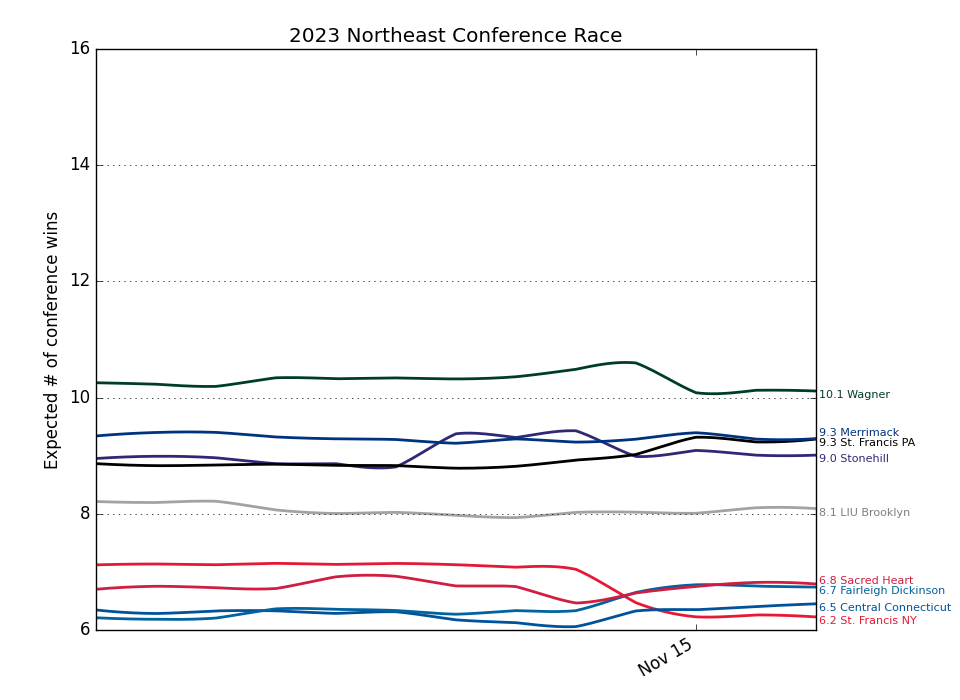 2023 Northeast Conference Race
Expected # of conference wins
16
14
12
10
8
6
10.1 Wagner
9.3 Merrimack
9.3 St. Francis PA
9.0 Stonehill
8.1 LIU Brooklyn
6.8 Sacred Heart
6.7 Fairleigh Dickinson
6.5 Central Connecticut
6.2 St. Francis NY
Nov 15